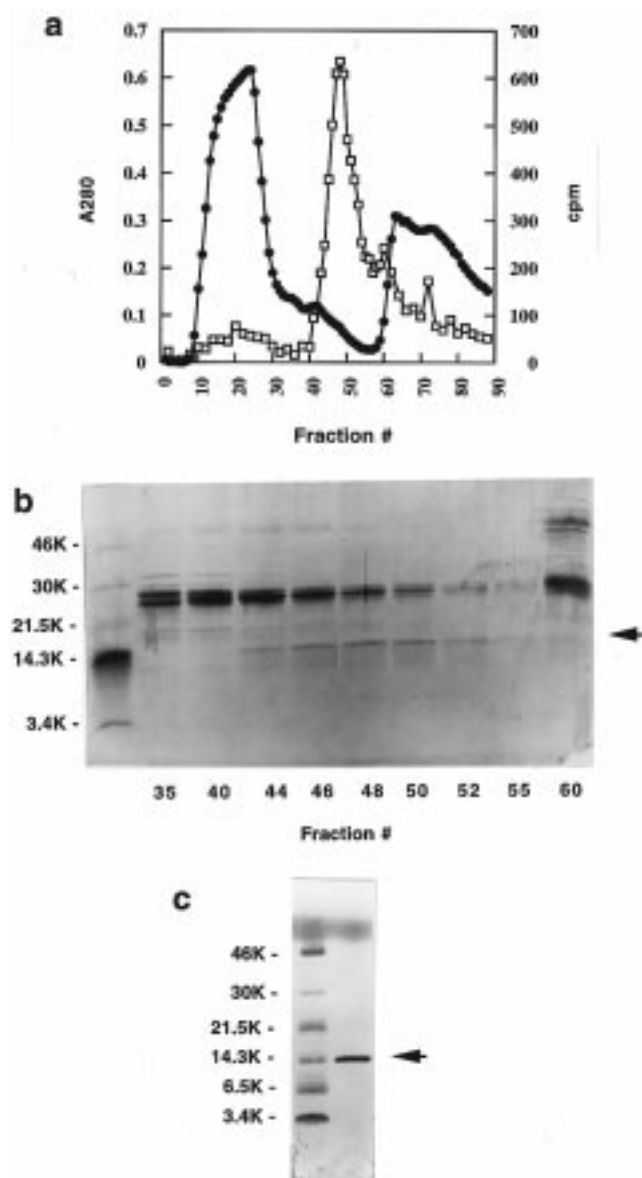 a
0.7 700
0.6 600
0.5 500
0.4 400
0.3 300
0.2 200
0.1 100
0 0
A280
cpm
0 10 20 30 40 50 60 70 80 90
Fraction #
b
46K -
30K -
21.5K -
14.3K -
3.4K -
35 40 44 46 48 50 52 55 60
Fraction #
c
46K -
30K -
21.5K -
14.3K -
6.5K -
3.4K -